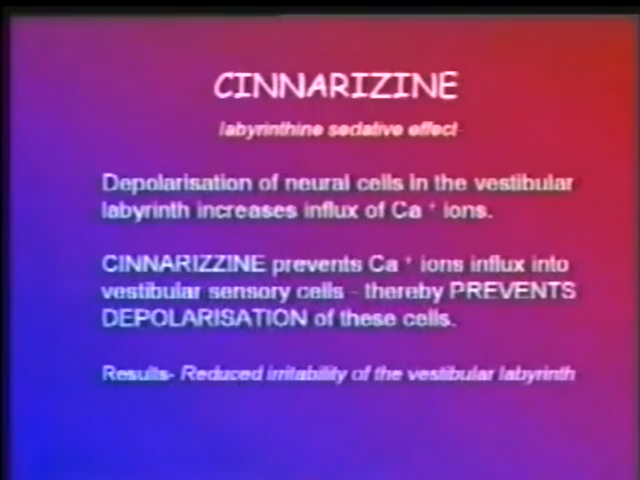 CINNARIZINE
labyrinthine sedative effect
Depolarisation of neural cells in the vestibular
labyrinth increases influx of Ca + ions.
CINNARIZZINE prevents Ca + ions influx into
vestibular sensory cells - thereby PREVENTS
DEPOLARISATION of these cells.
Results- Reduced irritability of the vestibular labyrinth